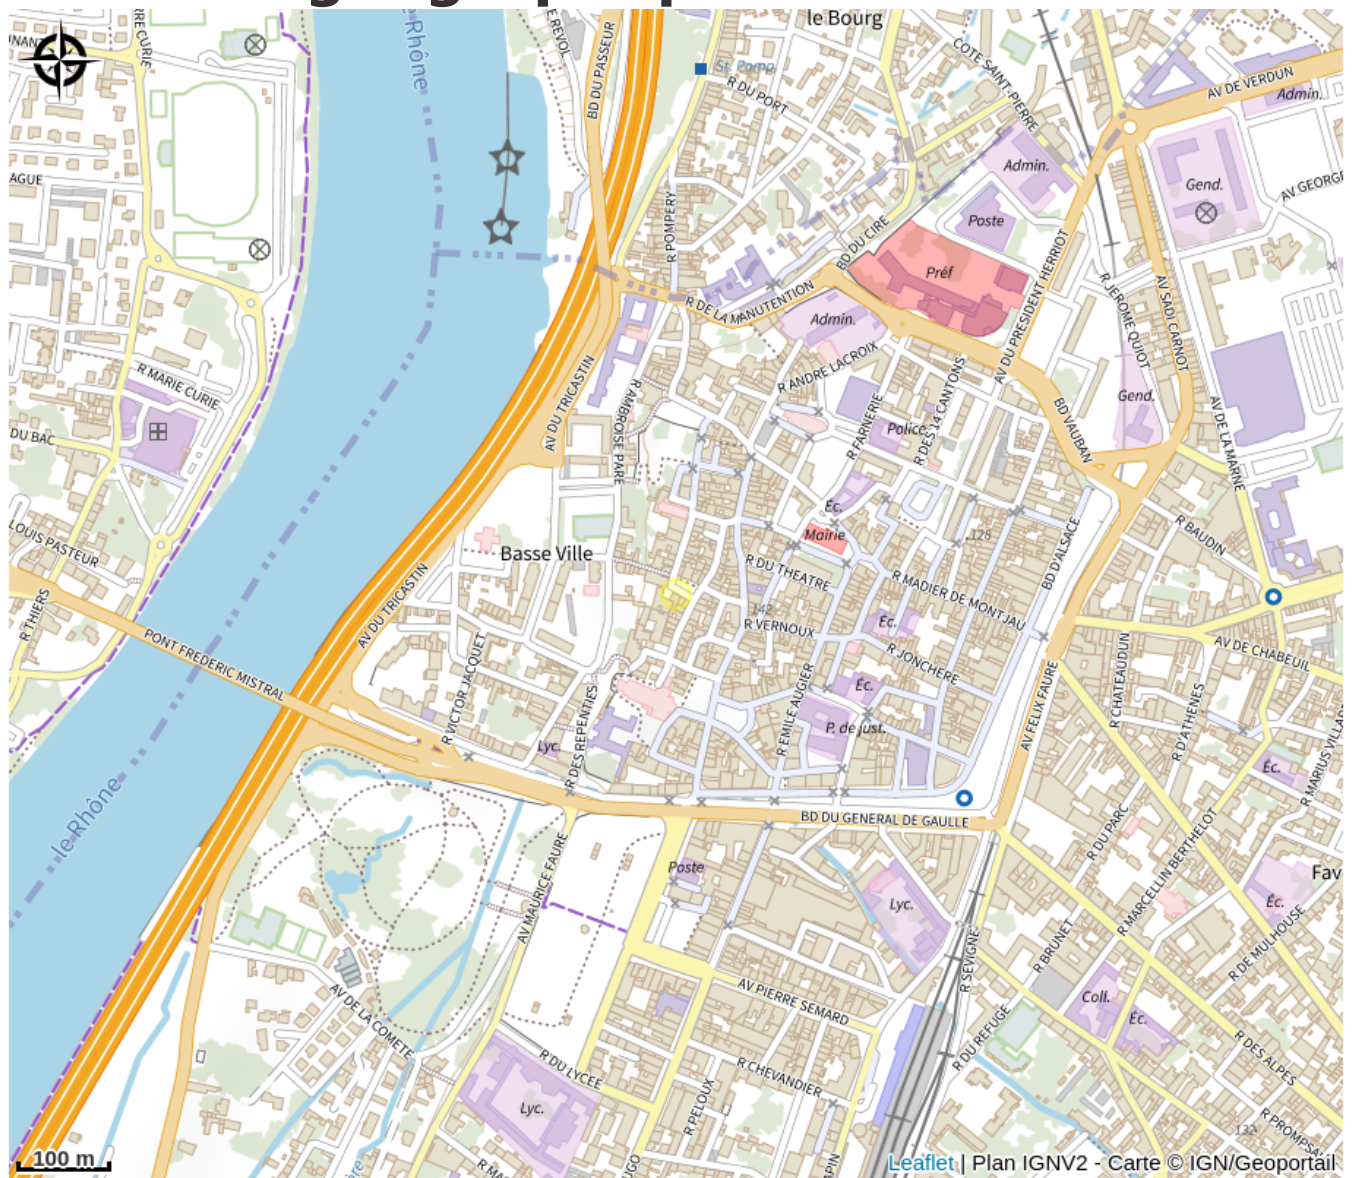 le Bourg
le Rhône
BD DU PASSEUR
St. Pomp.
R DU PORT
COTE SAINT-PIERRE
AV DE VERDUN
Admin.
Admin.
Gend.
AV GEORGE
AGUE
R POMPERY
Poste
BD DU CIRE
Préf
AV DU PRESIDENT HERRIOT
R JEROME QUIOT
AV SADI CARNOT
R DE LA MANUTENTION
Admin.
R ANDRE LACROIX
R MARIE CURIE
AV DU TRICASTIN
R AMBROISE PARE
R FARNERIE
Police
R DES 14 CANTONS
Gend.
BD VAUBAN
AV DE LA MARNE
DU BAC
LOUIS PASTEUR
Éc.
Mairie
128
R BAUDIN
Basse Ville
R DU THEATRE
R MADIER DE MONTJAU
BD D'ALSACE
R THIERS
AV DU TRICASTIN
142
R VERNOUX
Éc.
R JONCHERE
AV DE CHABEUIL
PONT FREDERIC MISTRAL
R VICTOR JACQUET
R DES REPENTIES
R EMILE AUGIER
Éc.
P. de just.
AV FELIX FAURE
R CHATEAUDUN
R D'ATHENES
Lyc.
Éc.
R MARIUS VILLAR
le Rhône
BD DU GENERAL DE GAULLE
R DU PARC
R MARCELLIN BERTHELOT
AV MAURICE FAURE
Poste
Lyc.
Fav
Éc.
R SEVIGNE
R BRUNET
R DE MULHOUSE
AV DE LA COMETE
AV PIERRE SEMARD
Coll.
Éc.
R DU REFUGE
R DES ALPES
R DU LYCEE
R CHEVANDIER
R PELOUX
Lyc.
132
R PROMPSA
100 m
Leaflet | Plan IGNV2 - Carte © IGN/Geoportail